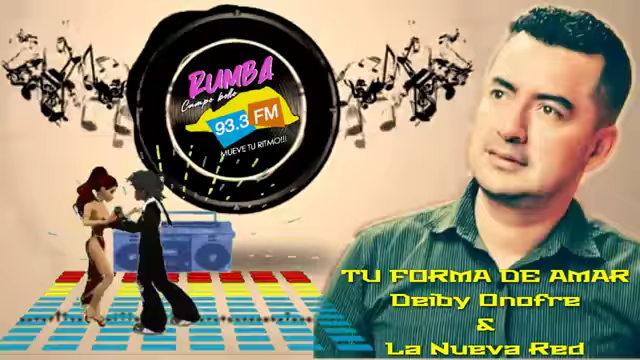 RUMBA
Campo bello
93.3 FM
MUEVE TU RITMO!!!
TU FORMA DE AMAR
Deiby Onofre
&
La Nueva Red